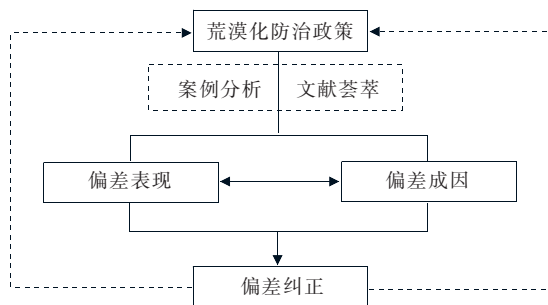 荒漠化防治政策
案例分析 文献荟萃
偏差表现 偏差成因
偏差纠正